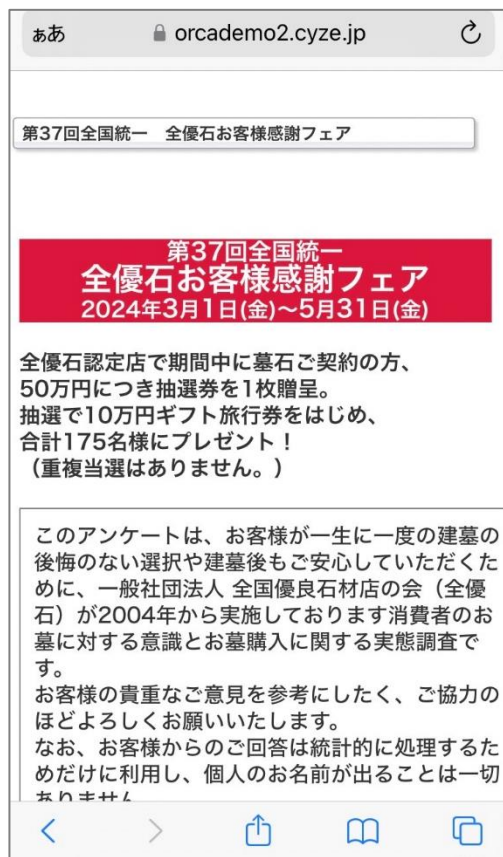 ぁあ orcademo2.cyze.jp
第37回全国統一 全優石お客様感謝フェア
第37回全国統一
全優石お客様感謝フェア
2024年3月1日(金)~5月31日(金)
全優石認定店で期間中に墓石ご契約の方、
50万円につき抽選券を1枚贈呈。
抽選で10万円ギフト旅行券をはじめ、
合計175名様にプレゼント！
（重複当選はありません。）
このアンケートは、お客様が一生に一度の建墓の
後悔のない選択や建墓後もご安心していただくた
めに、一般社団法人 全国優良石材店の会（全優
石）が2004年から実施しております消費者のお
墓に対する意識とお墓購入に関する実態調査で
す。
お客様の貴重なご意見を参考にしたく、ご協力の
ほどよろしくお願いいたします。
なお、お客様からのご回答は統計的に処理するた
めだけに利用し、個人のお名前が出ることは一切
ありません